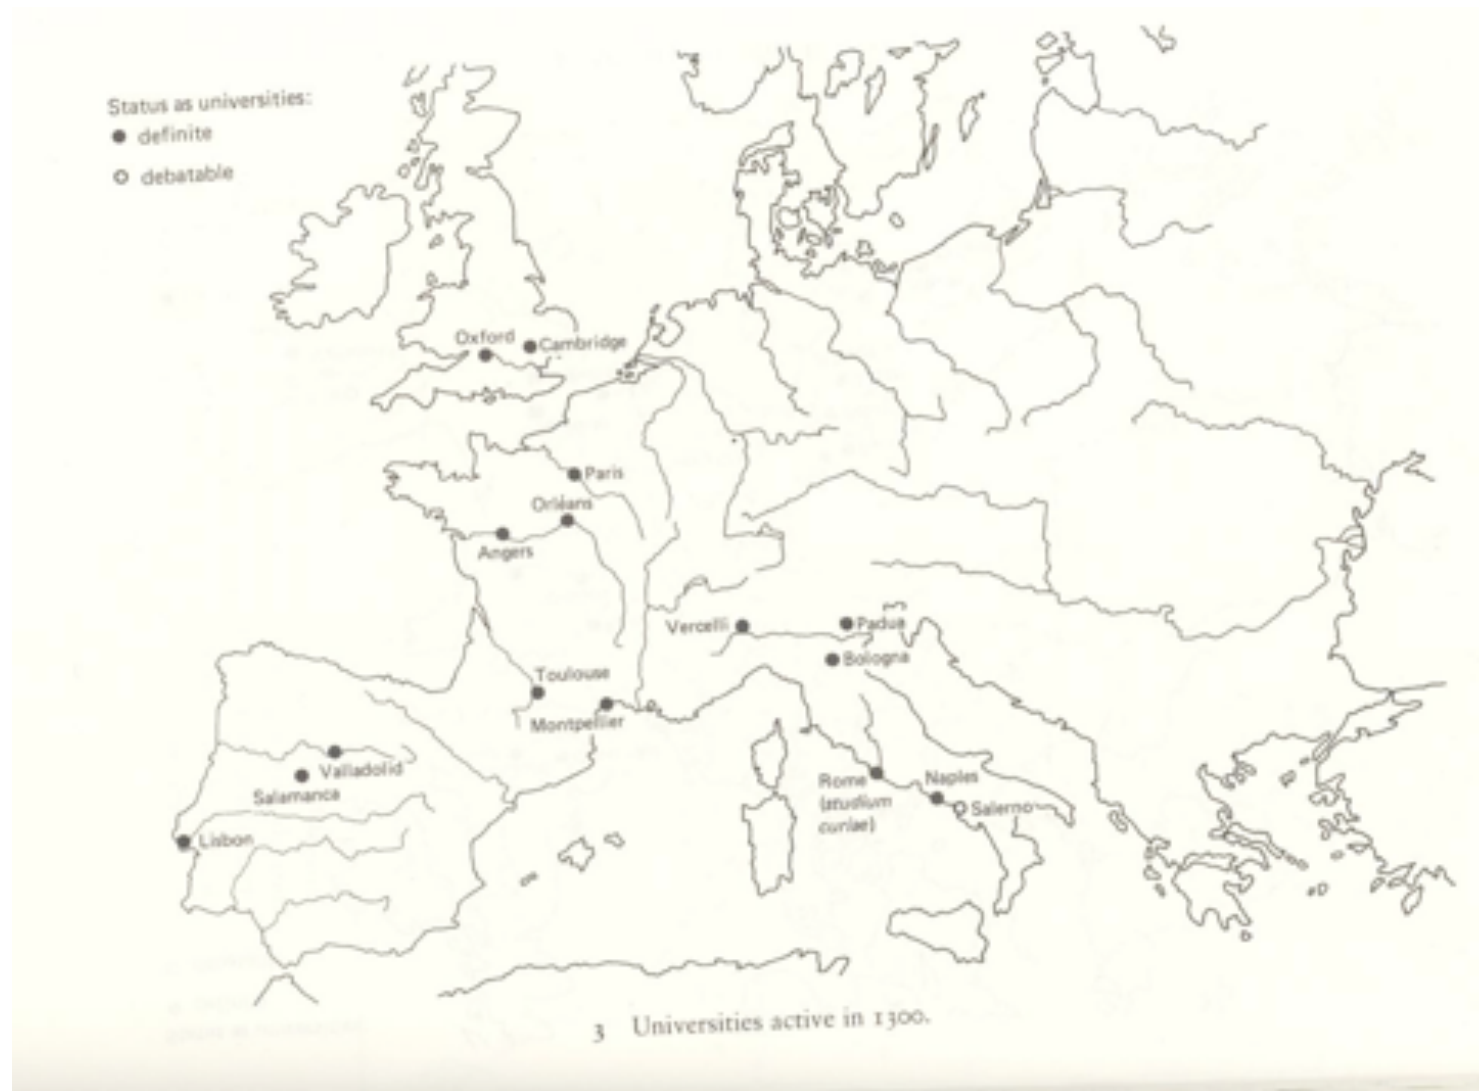 Status as universities:
definite
debatable
Oxford
Cambridge
Paris
Orléans
Angers
Vercelli
Padua
Bologna
Toulouse
Montpellier
Valladolid
Salamanca
Lisbon
Rome
(studium
curiae)
Naples
Salerno
3 Universities active in 1300.